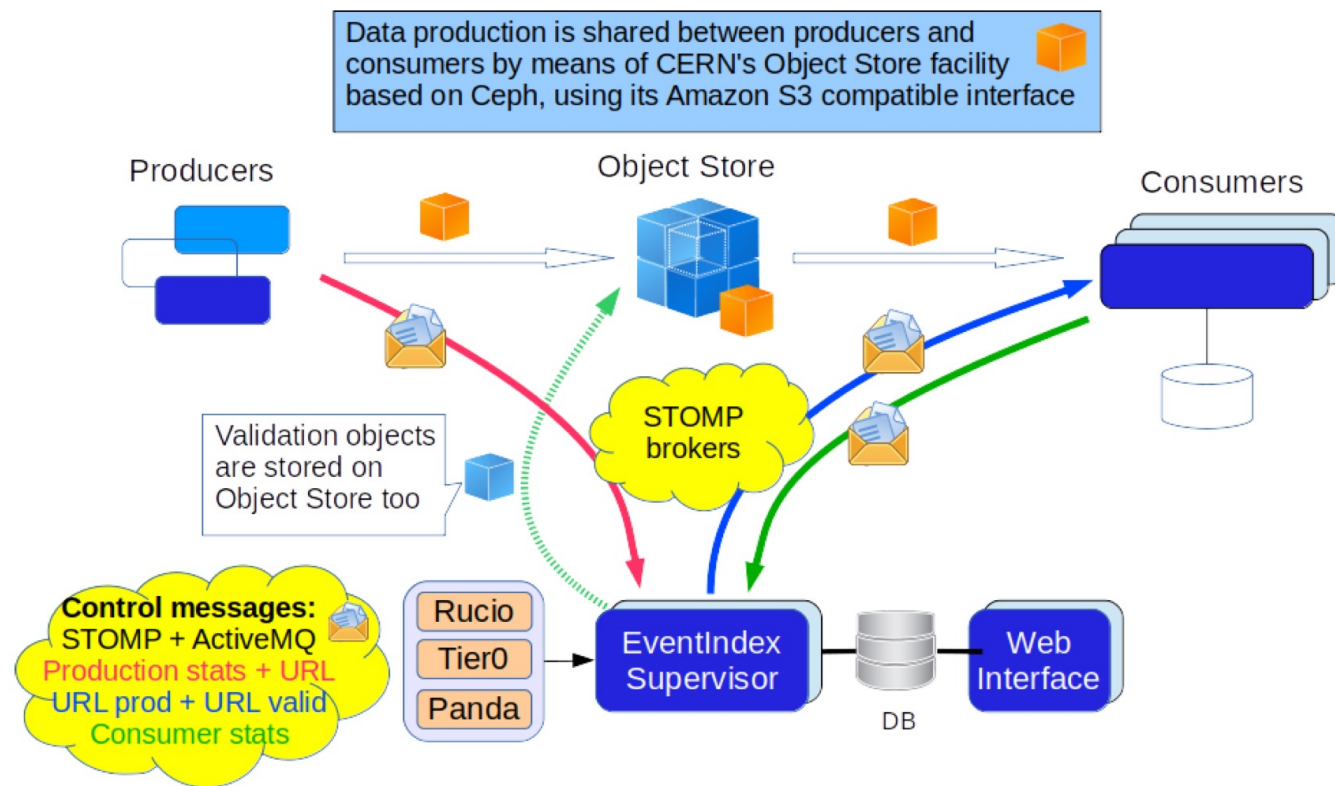 Data production is shared between producers and
consumers by means of CERN's Object Store facility
based on Ceph, using its Amazon S3 compatible interface
Producers
Object Store
Consumers
STOMP
brokers
Validation objects
are stored on
Object Store too
Control messages:
STOMP + ActiveMQ
Production stats + URL
URL prod + URL valid
Consumer stats
Rucio
Tier0
Panda
EventIndex
Supervisor
DB
Web
Interface